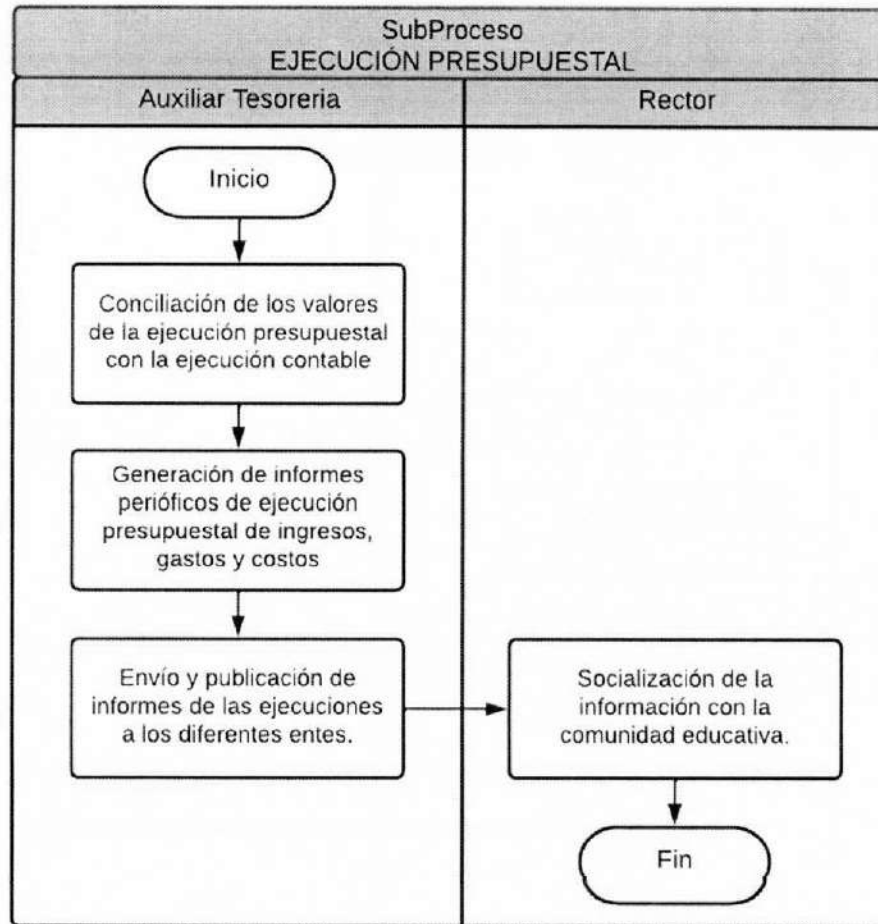 SubProceso
EJECUCIÓN PRESUPUESTAL
Auxiliar Tesoreria
Rector
Inicio
Conciliación de los valores
de la ejecución presupuestal
con la ejecución contable
Generación de informes
perióficos de ejecución
presupuestal de ingresos,
gastos y costos
Envío y publicación de
informes de las ejecuciones
a los diferentes entes.
Socialización de la
información con la
comunidad educativa.
Fin